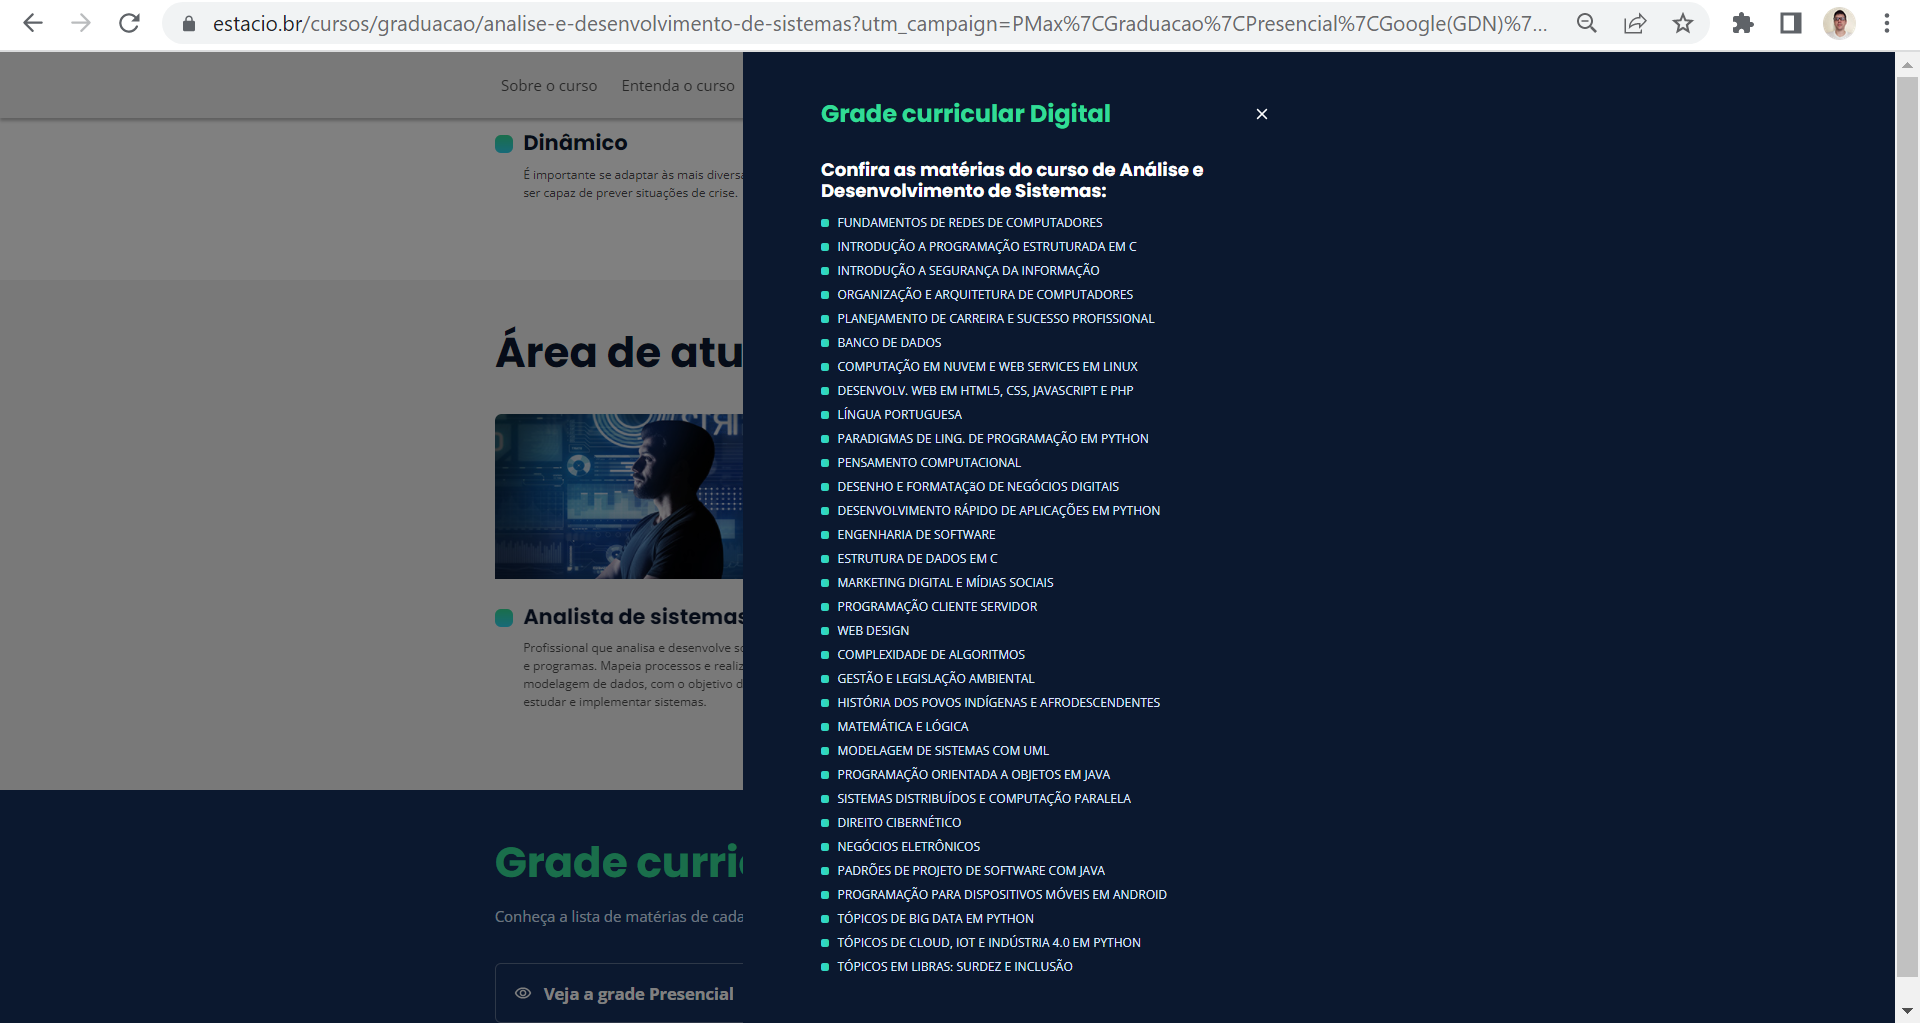 estacio.br/cursos/graduacao/analise-e-desenvolvimento-de-sistemas?utm_campaign=PMax%7CGraduacao%7CPresencial%7CGoogle(GDN)%7...
Sobre o curso
Entenda o curso
Dinâmico
É importante se adaptar às mais diversa
ser capaz de prever situações de crise.
Área de atu
Analista de sistemas
Profissional que analisa e desenvolve so
e programas. Mapeia processos e realiz
modelagem de dados, com o objetivo d
estudar e implementar sistemas.
Grade curric
Conheça a lista de matérias de cada
Veja a grade Presencial
Grade curricular Digital
Confira as matérias do curso de Análise e
Desenvolvimento de Sistemas:
FUNDAMENTOS DE REDES DE COMPUTADORES
INTRODUÇÃO A PROGRAMAÇÃO ESTRUTURADA EM C
INTRODUÇÃO A SEGURANÇA DA INFORMAÇÃO
ORGANIZAÇÃO E ARQUITETURA DE COMPUTADORES
PLANEJAMENTO DE CARREIRA E SUCESSO PROFISSIONAL
BANCO DE DADOS
COMPUTAÇÃO EM NUVEM E WEB SERVICES EM LINUX
DESENVOLV. WEB EM HTML5, CSS, JAVASCRIPT E PHP
LÍNGUA PORTUGUESA
PARADIGMAS DE LING. DE PROGRAMAÇÃO EM PYTHON
PENSAMENTO COMPUTACIONAL
DESENHO E FORMATAÇãO DE NEGÓCIOS DIGITAIS
DESENVOLVIMENTO RÁPIDO DE APLICAÇÕES EM PYTHON
ENGENHARIA DE SOFTWARE
ESTRUTURA DE DADOS EM C
MARKETING DIGITAL E MÍDIAS SOCIAIS
PROGRAMAÇÃO CLIENTE SERVIDOR
WEB DESIGN
COMPLEXIDADE DE ALGORITMOS
GESTÃO E LEGISLAÇÃO AMBIENTAL
HISTÓRIA DOS POVOS INDÍGENAS E AFRODESCENDENTES
MATEMÁTICA E LÓGICA
MODELAGEM DE SISTEMAS COM UML
PROGRAMAÇÃO ORIENTADA A OBJETOS EM JAVA
SISTEMAS DISTRIBUÍDOS E COMPUTAÇÃO PARALELA
DIREITO CIBERNÉTICO
NEGÓCIOS ELETRÔNICOS
PADRÕES DE PROJETO DE SOFTWARE COM JAVA
PROGRAMAÇÃO PARA DISPOSITIVOS MÓVEIS EM ANDROID
TÓPICOS DE BIG DATA EM PYTHON
TÓPICOS DE CLOUD, IOT E INDÚSTRIA 4.0 EM PYTHON
TÓPICOS EM LIBRAS: SURDEZ E INCLUSÃO